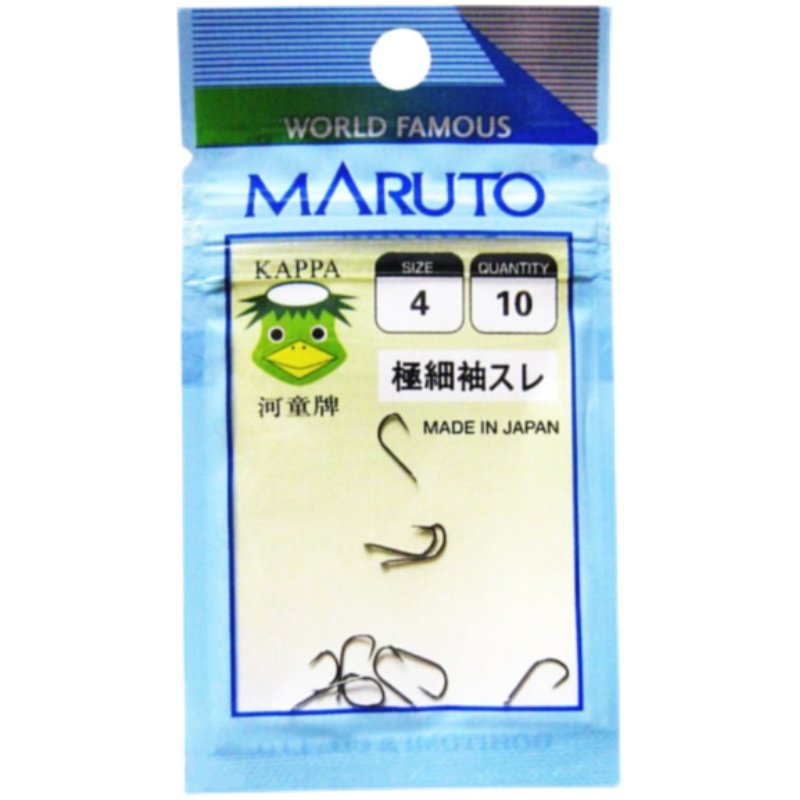 WORLD FAMOUS
MARUTO
KAPPA
河童牌
SIZE
4
QUANTITY
10
極細袖スレ
MADE IN JAPAN